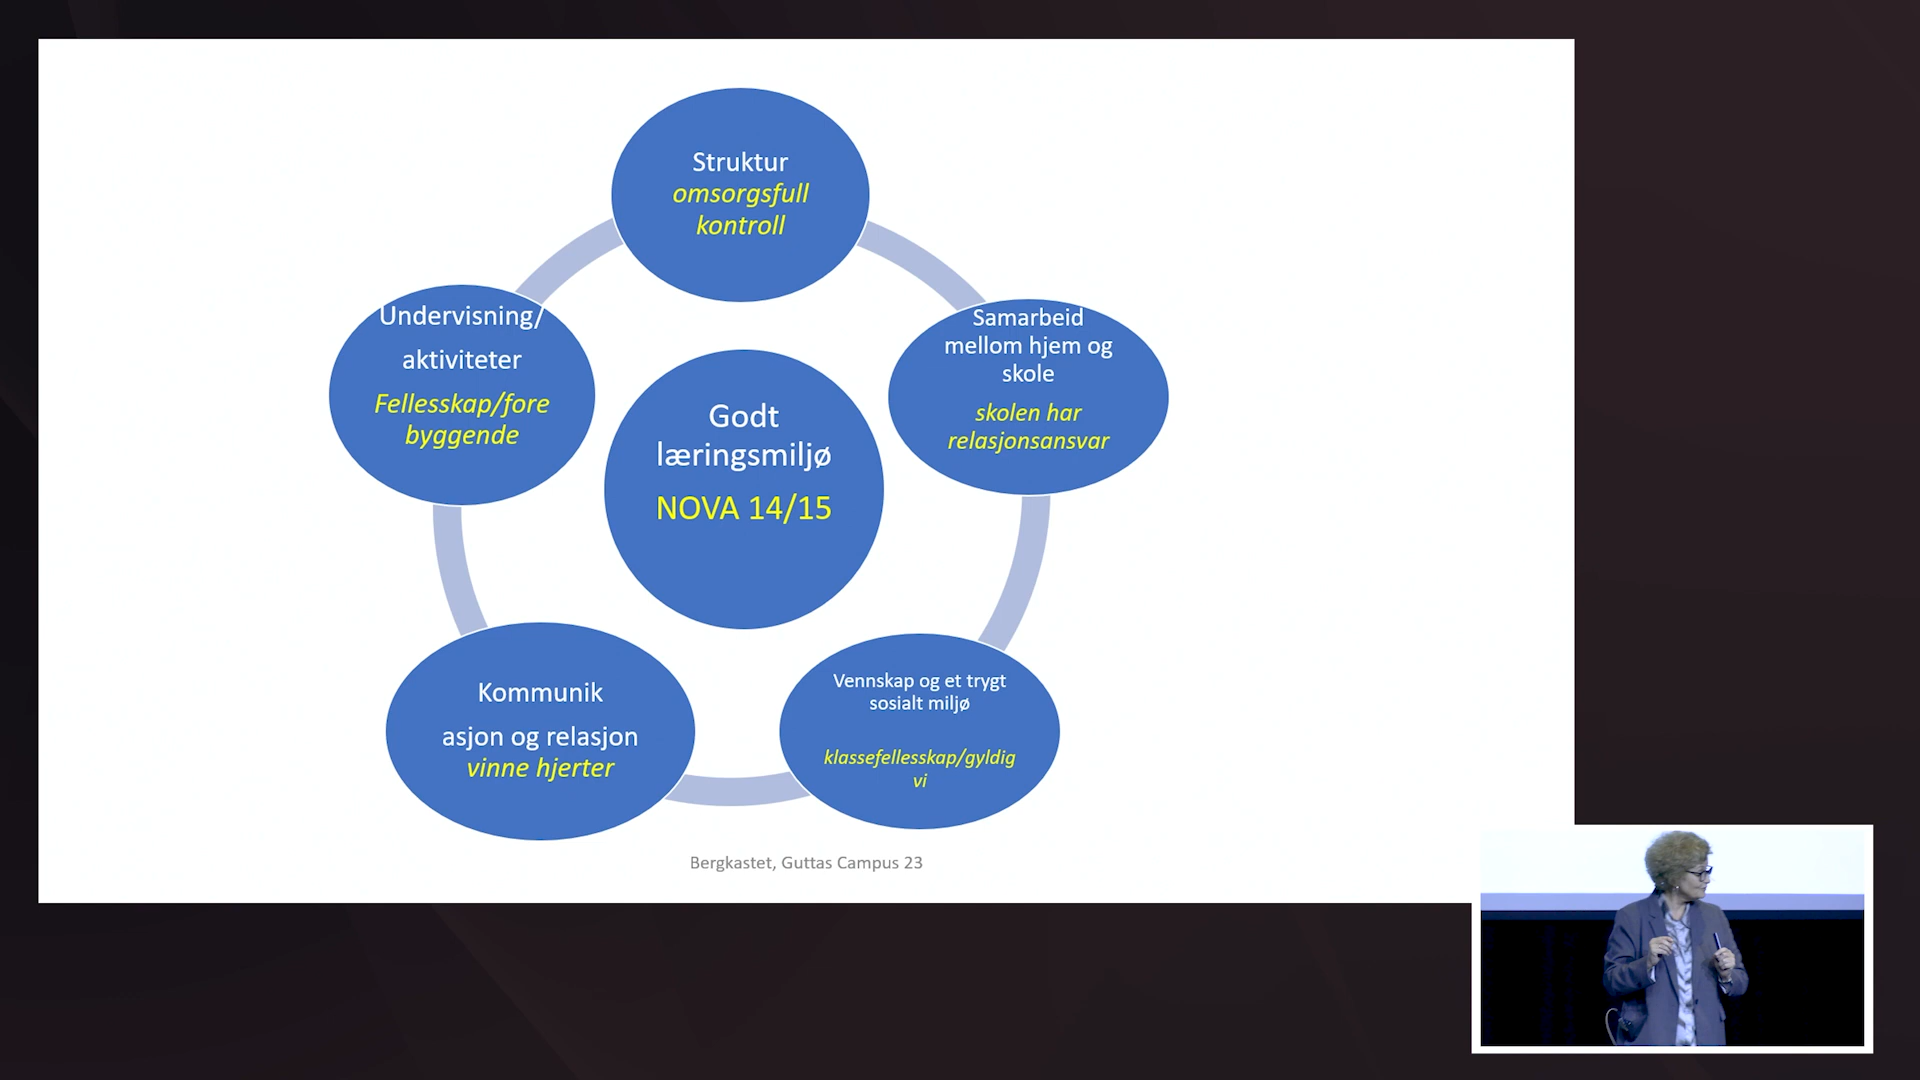 Struktur
omsorgsfull
kontroll
Undervisning/
aktiviteter
Fellesskap/fore
byggende
Samarbeid
mellom hjem og
skole
skolen har
relasjonsansvar
Godt
læringsmiljø
NOVA 14/15
Kommunik
asjon og relasjon
vinne hjerter
Vennskap og et trygt
sosialt miljø
klassefellesskap/gyldig
vi
Bergkastet, Guttas Campus 23